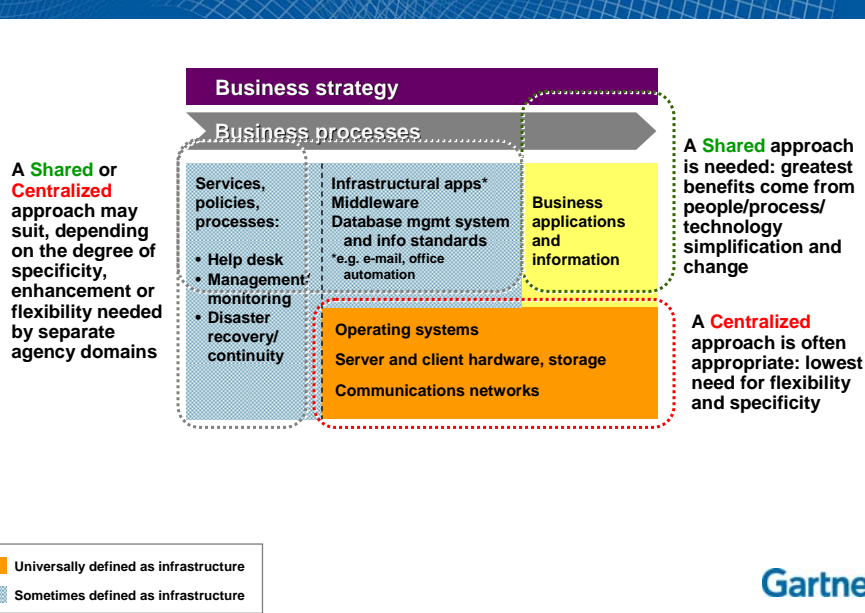 Business strategy
Business processes
A Shared or
Centralized
approach may
suit, depending
on the degree of
specificity,
enhancement or
flexibility needed
by separate
agency domains
Services,
policies,
processes:
• Help desk
• Management/
monitoring
• Disaster
recovery/
continuity
Infrastructural apps*
Middleware
Database mgmt system
and info standards
*e.g. e-mail, office
automation
Business
applications
and
information
Operating systems
Server and client hardware, storage
Communications networks
A Shared approach
is needed: greatest
benefits come from
people/process/
technology
simplification and
change
A Centralized
approach is often
appropriate: lowest
need for flexibility
and specificity
Universally defined as infrastructure
Sometimes defined as infrastructure
Gartne